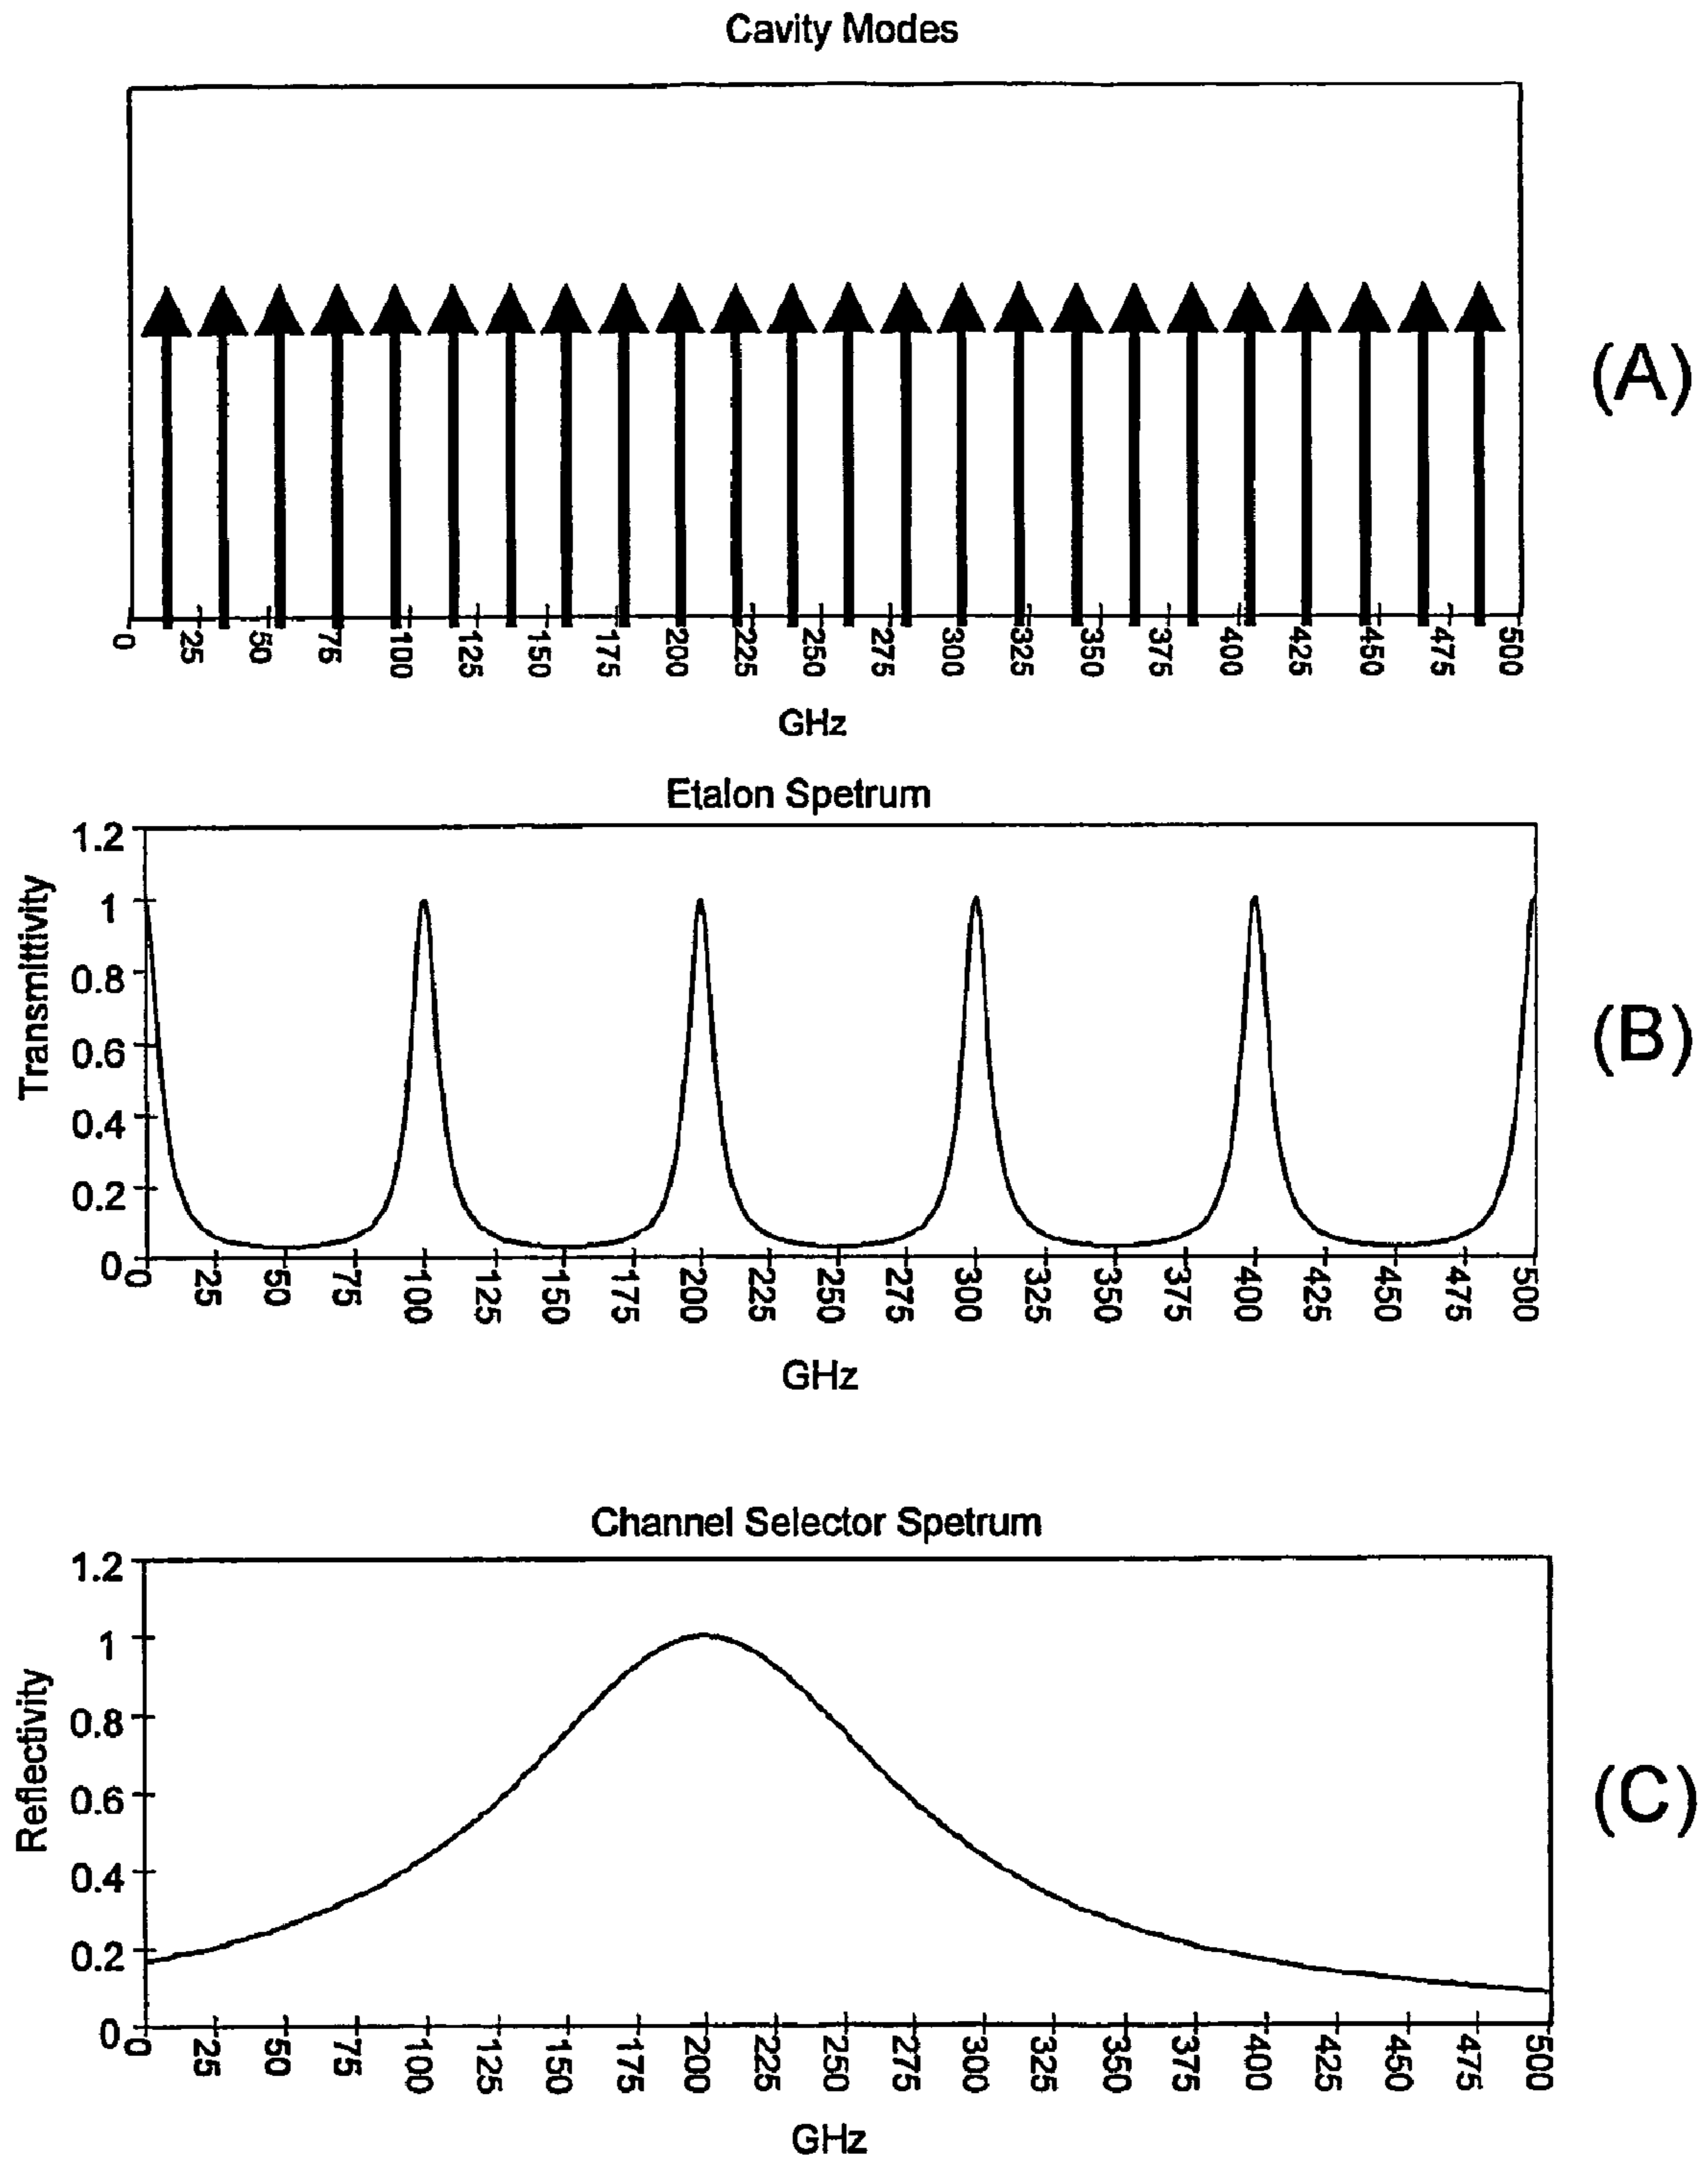 Cavity Modes
(A)
0 25 50 75 100 125 150 175 200 225 250 275 300 325 350 375 400 425 450 475 500
GHz
Etalon Spetrum
1.2
1
0.8
0.6
0.4
0.2
0
Transmittivity
(B)
0 25 50 75 100 125 150 175 200 225 250 275 300 325 350 375 400 425 450 475 500
GHz
Channel Selector Spetrum
1.2
1
0.8
0.6
0.4
0.2
0
Reflectivity
(C)
0 25 50 75 100 125 150 175 200 225 250 275 300 325 350 375 400 425 450 475 500
GHz